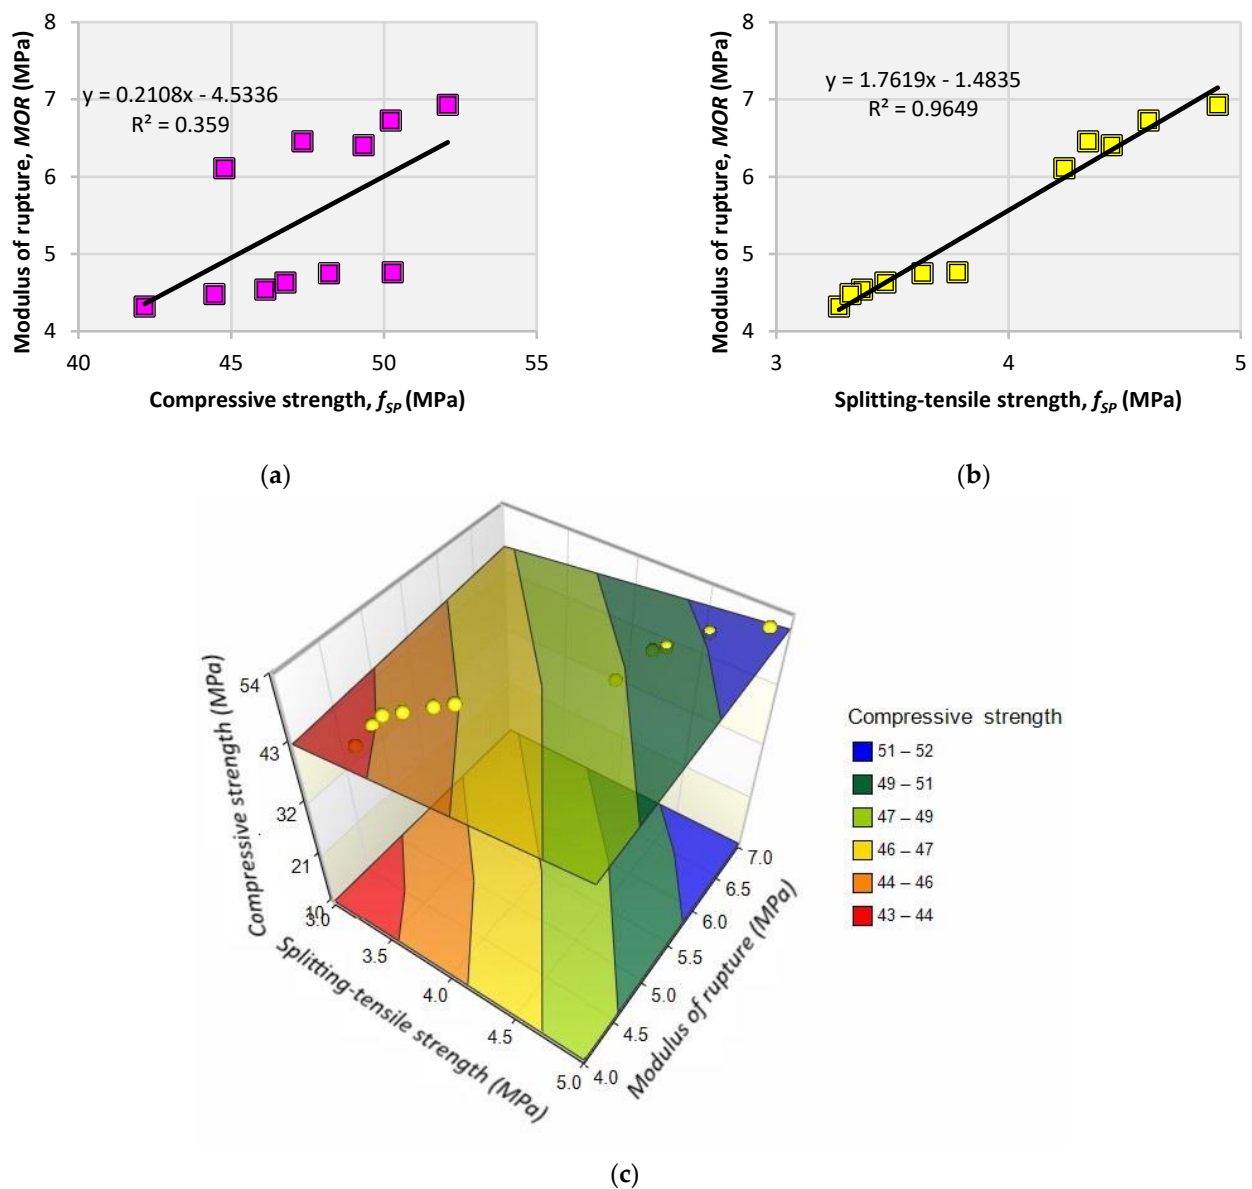 8
7
6
5
4
40
45
50
55
Modulus of rupture, MOR (MPa)
y = 0.2108x - 4.5336
R² = 0.359
Compressive strength, fSP (MPa)
(a)
8
7
6
5
4
3
4
5
Modulus of rupture, MOR (MPa)
y = 1.7619x - 1.4835
R² = 0.9649
Splitting-tensile strength, fSP (MPa)
(b)
54
43
32
21
10
Compressive strength (MPa)
3.0
3.5
4.0
4.5
5.0
Splitting-tensile strength (MPa)
4.0
4.5
5.0
5.5
6.0
6.5
7.0
Modulus of rupture (MPa)
Compressive strength
51 – 52
49 – 51
47 – 49
46 – 47
44 – 46
43 – 44
(c)